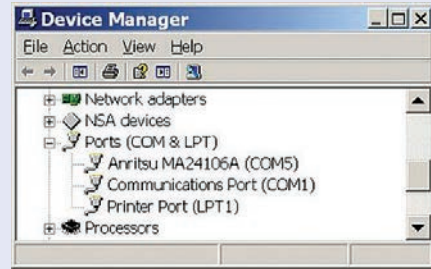 Device Manager
File Action View Help
Network adapters
NSA devices
Ports (COM & LPT)
Anritsu MA24106A (COM5)
Communications Port (COM1)
Printer Port (LPT1)
Processors